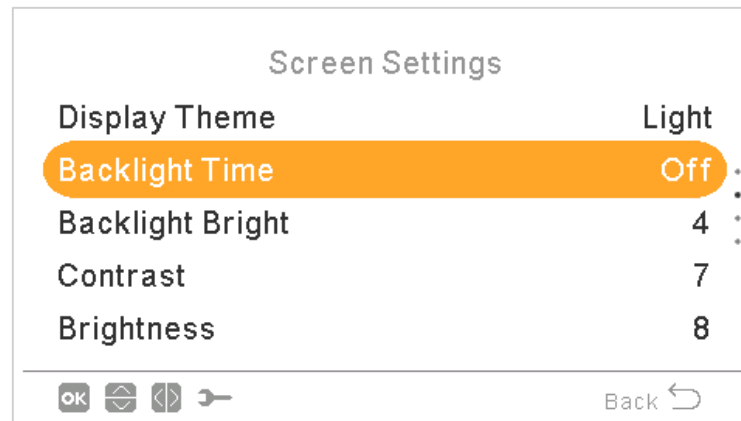 Screen Settings
Display Theme Light
Backlight Time Off
Backlight Bright 4
Contrast 7
Brightness 8
OK Back